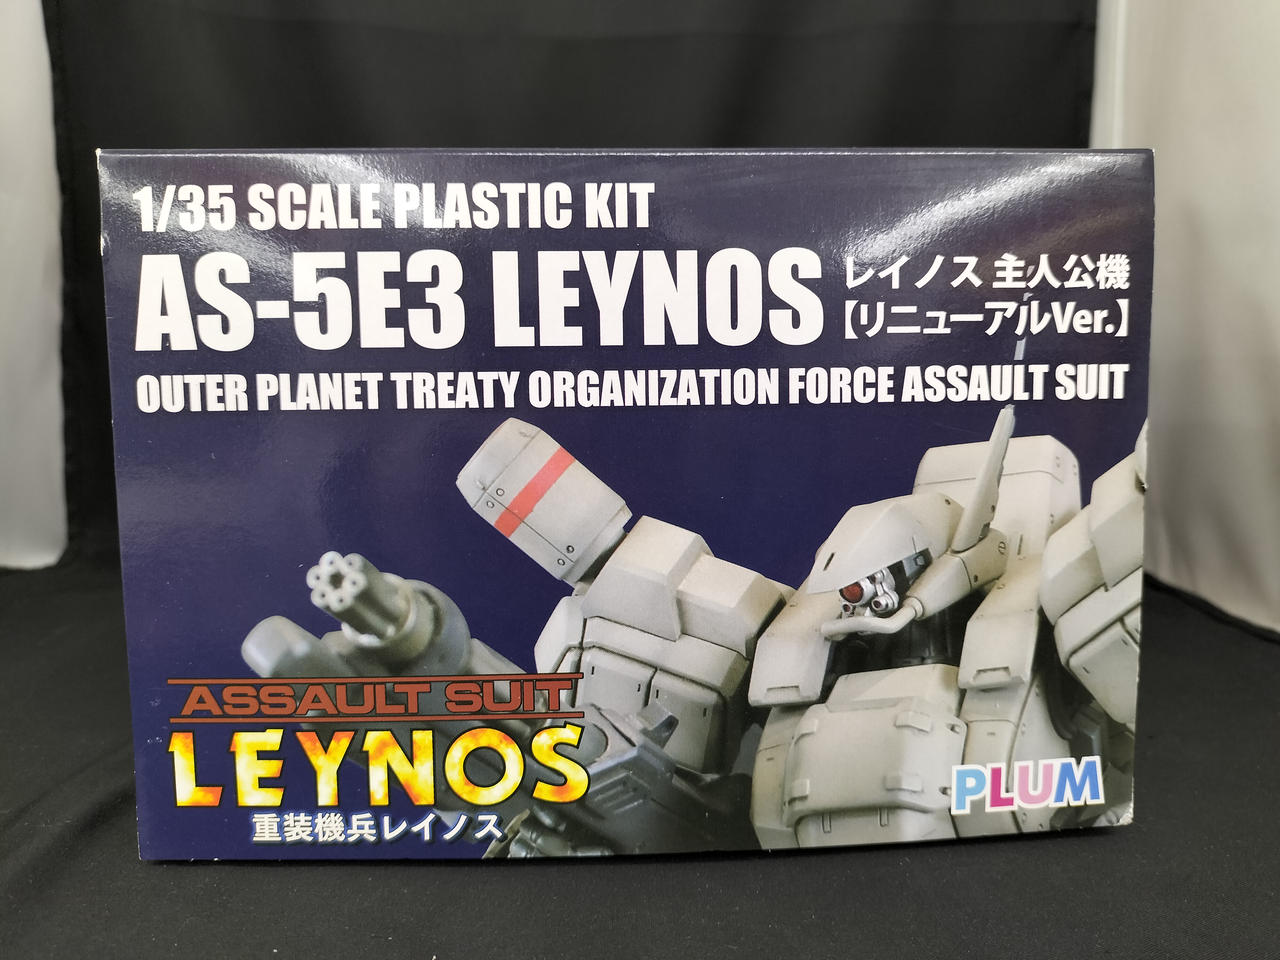 1/35 SCALE PLASTIC KIT
AS-5E3 LEYNOS
レイノス 主人公機
【リニューアルVer.】
OUTER PLANET TREATY ORGANIZATION FORCE ASSAULT SUIT
ASSAULT SUIT
LEYNOS
重装機兵レイノス
PLUM